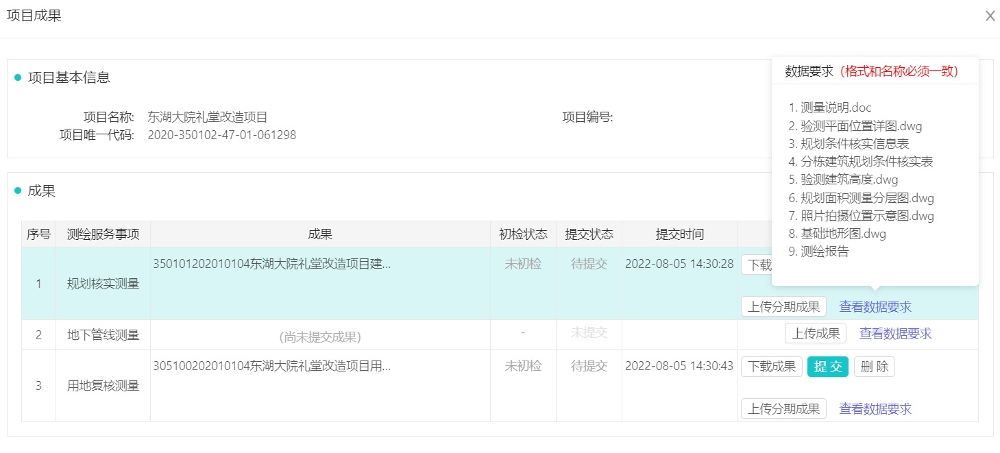 项目成果
X
项目基本信息
项目名称: 东湖大院礼堂改造项目
项目编号:
项目唯一代码: 2020-350102-47-01-061298
数据要求（格式和名称必须一致）
1. 测量说明.doc
2. 验测平面位置详图.dwg
3. 规划条件核实信息表
4. 分栋建筑规划条件核实表
5. 验测建筑高度.dwg
6. 规划面积测量分层图.dwg
7. 照片拍摄位置示意图.dwg
8. 基础地形图.dwg
9. 测绘报告
成果
序号 测绘服务事项 成果 初检状态 提交状态 提交时间
1 规划核实测量 350101202010104东湖大院礼堂改造项目建... 未初检 待提交 2022-08-05 14:30:28 下载
上传分期成果 查看数据要求
2 地下管线测量 (尚未提交成果) - 未提交 上传成果 查看数据要求
3 用地复核测量 305100202010104东湖大院礼堂改造项目用... 未初检 待提交 2022-08-05 14:30:43 下载成果 提交 删除
上传分期成果 查看数据要求